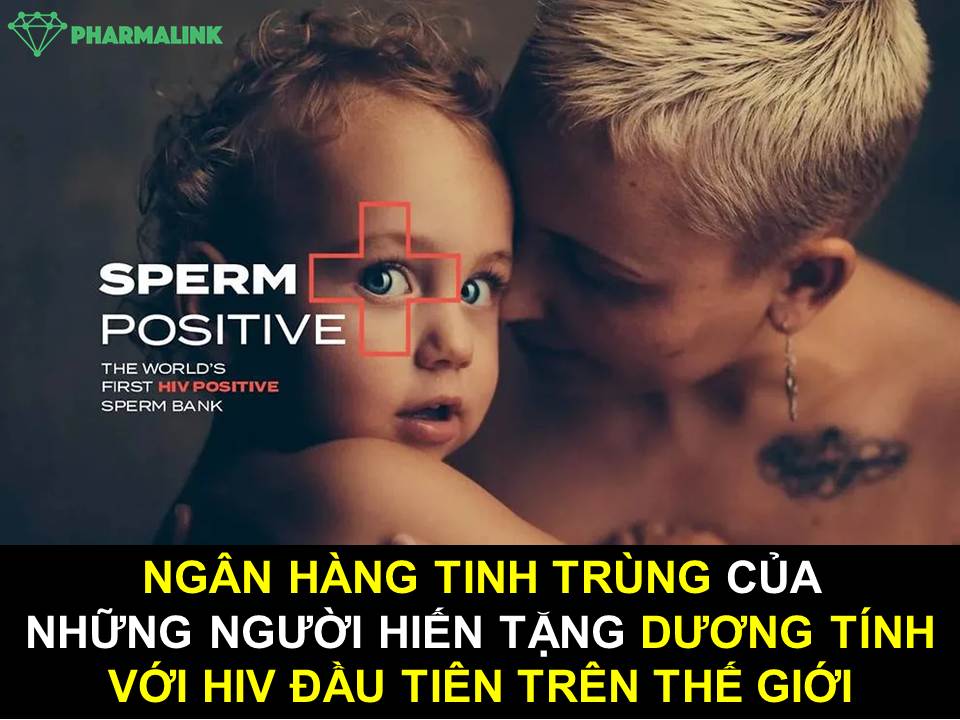 PHARMALINK
SPERM
POSITIVE
THE WORLD'S
FIRST HIV POSITIVE
SPERM BANK
NGÂN HÀNG TINH TRÙNG CỦA
NHỮNG NGƯỜI HIẾN TẶNG DƯƠNG TÍNH
VỚI HIV ĐẦU TIÊN TRÊN THẾ GIỚI